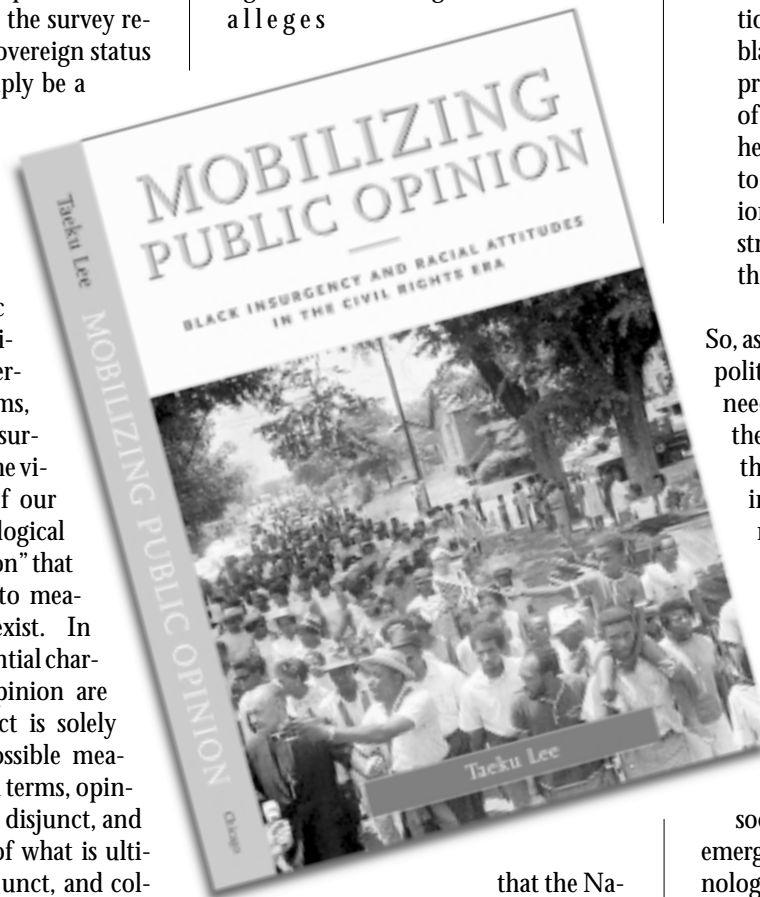 the survey re-
overeign status
ply be a
c
i-
er-
ms,
sur-
ne vi-
f our
logical
on” that
to mea-
exist. In
ntial char-
pinion are
ct is solely
ossible mea-
terms, opin-
disjunct, and
of what is ulti-
unct, and col-
alleges
MOBILIZING
PUBLIC OPINION
BLACK INSURGENCY AND RACIAL ATTITUDES
IN THE CIVIL RIGHTS ERA
Taeku Lee
Taeku Lee
MOBILIZING PUBLIC OPINION
Chicago
that the Na-
tio
bla
pr
of
he
to
ion
str
th
So, as
polit
nee
the
th
in
soc
emerg
nolog